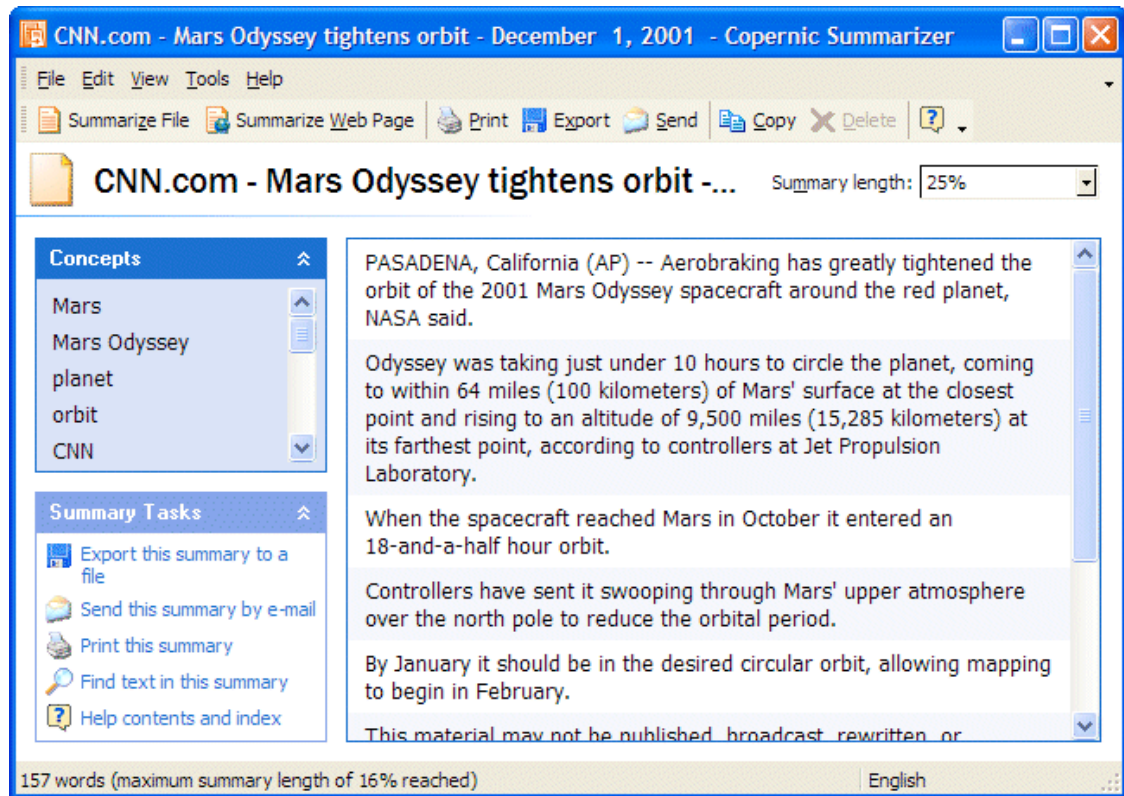 CNN.com - Mars Odyssey tightens orbit - December  1, 2001  - Copernic Summarizer
File Edit View Tools Help
Summarize File Summarize Web Page Print Export Send Copy Delete
CNN.com - Mars Odyssey tightens orbit -... Summary length: 25%
Concepts
Mars
Mars Odyssey
planet
orbit
CNN
Summary Tasks
Export this summary to a
file
Send this summary by e-mail
Print this summary
Find text in this summary
Help contents and index
PASADENA, California (AP) -- Aerobraking has greatly tightened the
orbit of the 2001 Mars Odyssey spacecraft around the red planet,
NASA said.
Odyssey was taking just under 10 hours to circle the planet, coming
to within 64 miles (100 kilometers) of Mars' surface at the closest
point and rising to an altitude of 9,500 miles (15,285 kilometers) at
its farthest point, according to controllers at Jet Propulsion
Laboratory.
When the spacecraft reached Mars in October it entered an
18-and-a-half hour orbit.
Controllers have sent it swooping through Mars' upper atmosphere
over the north pole to reduce the orbital period.
By January it should be in the desired circular orbit, allowing mapping
to begin in February.
This material may not be published, broadcast, rewritten, or
157 words (maximum summary length of 16% reached) English